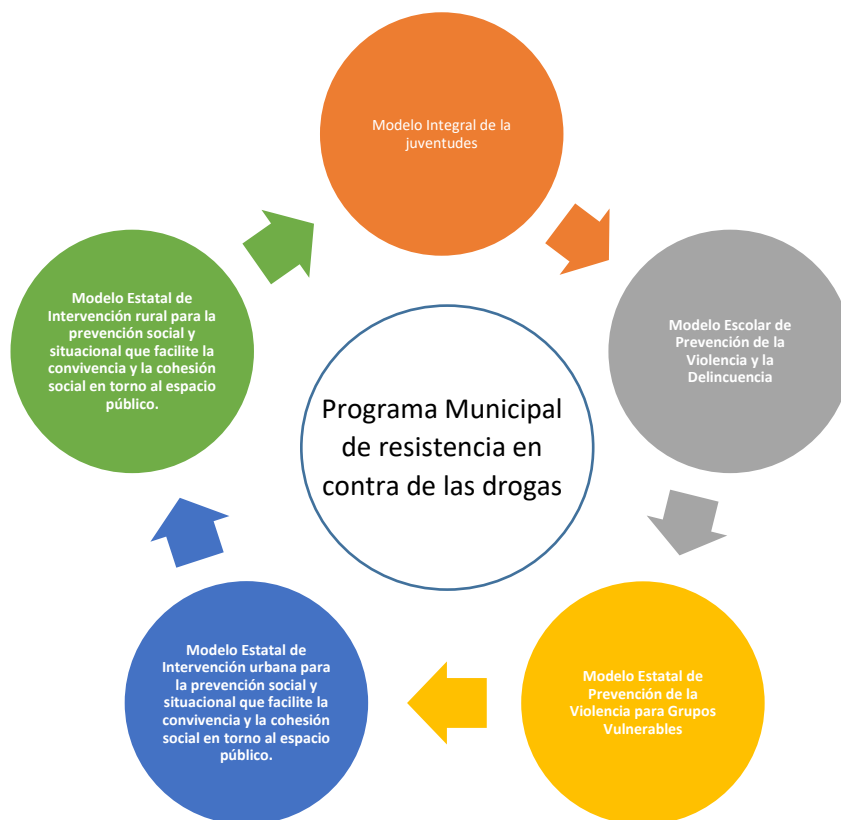 Modelo Integral de la
juventudes
Modelo Escolar de
Prevención de la
Violencia y la
Delincuencia
Modelo Estatal de
Prevención de la
Violencia para Grupos
Vulnerables
Modelo Estatal de
Intervención urbana para
la prevención social y
situacional que facilite la
convivencia y la cohesión
social en torno al espacio
público.
Modelo Estatal de
Intervención rural para la
prevención social y
situacional que facilite la
convivencia y la cohesión
social en torno al espacio
público.
Programa Municipal
de resistencia en
contra de las drogas